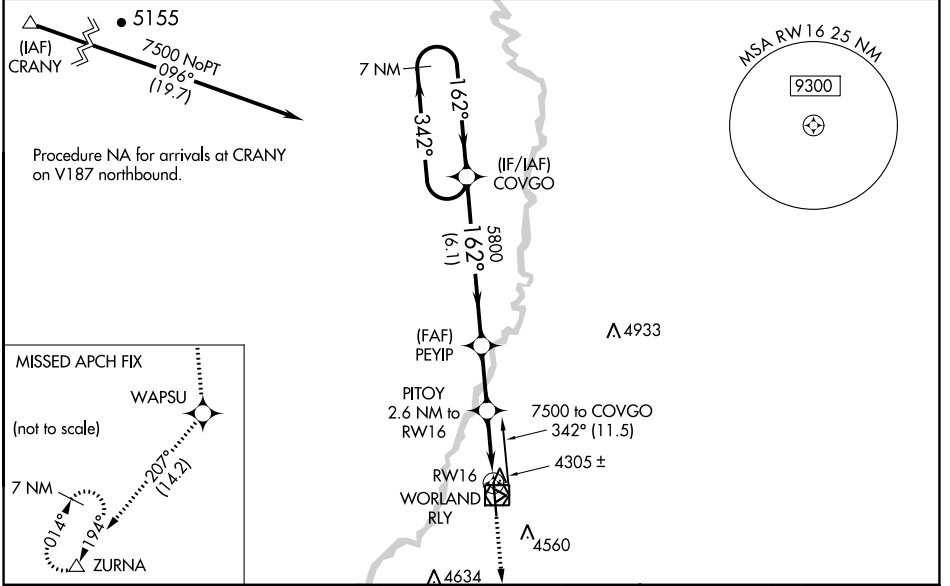 5155
(IAF)
CRANY
7500 NoPT
096°
(19.7)
Procedure NA for arrivals at CRANY
on V187 northbound.
7 NM
162°
342°
(IF/IAF)
COVGO
5800
162°
(6.1)
MSA RW16 25 NM
9300
(FAF)
PEYIP
4933
PITOY
2.6 NM to
RW16
7500 to COVGO
342° (11.5)
4305 ±
RW16
WORLAND
RLY
4560
4634
MISSED APCH FIX
WAPSU
(not to scale)
207°
(14.2)
7 NM
014°
194°
ZURNA